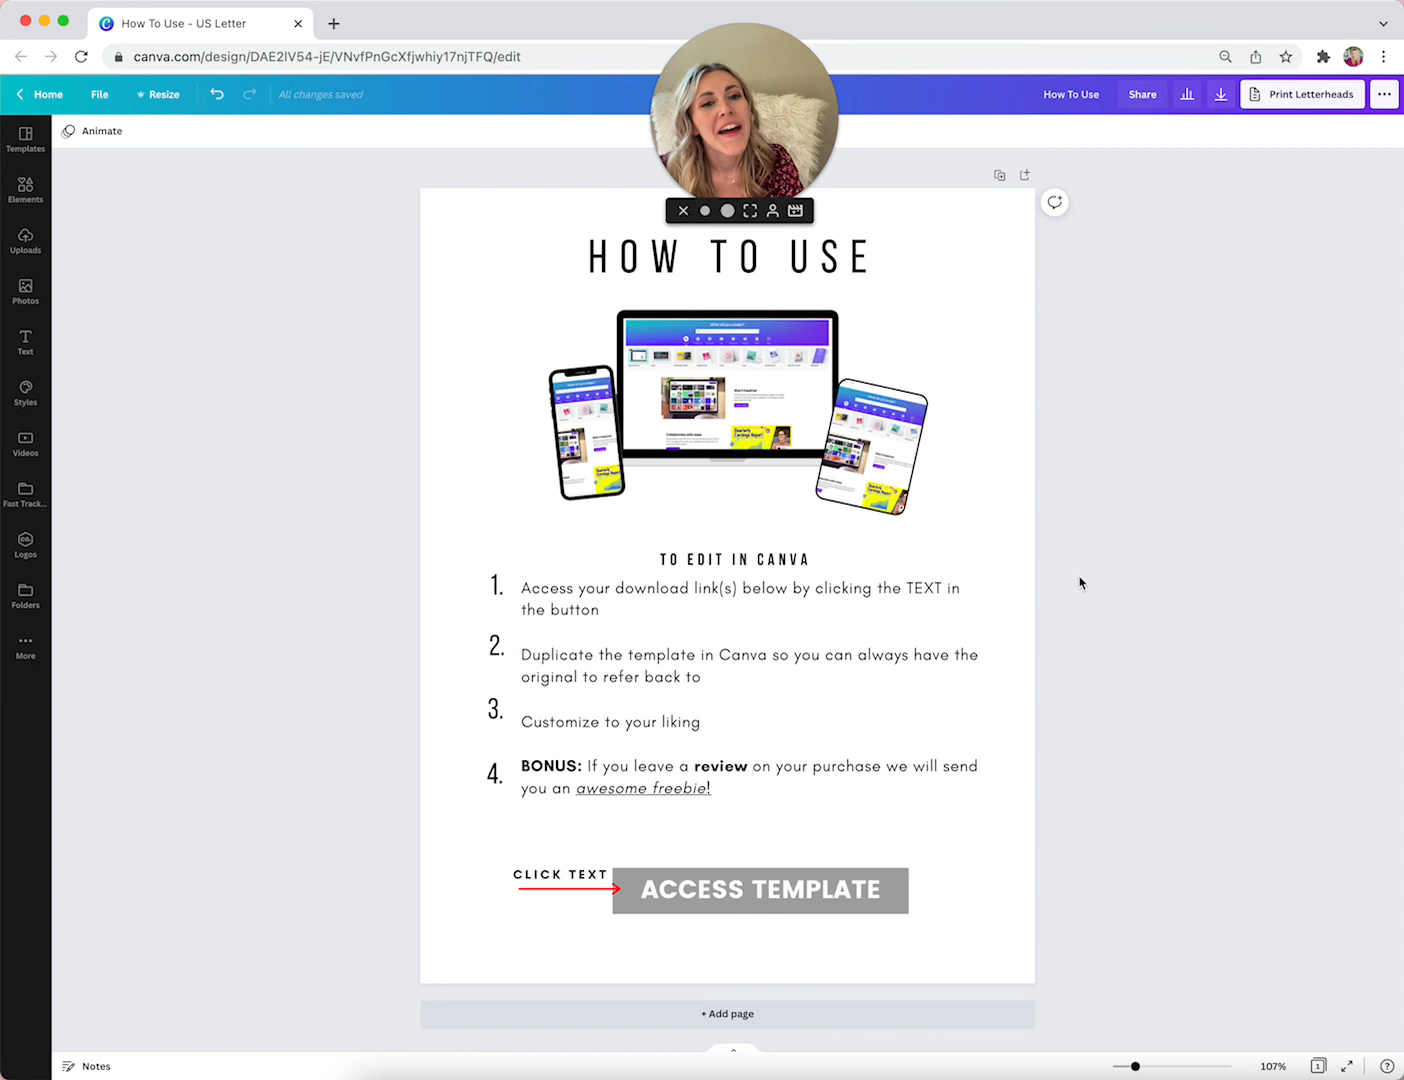 How To Use - US Letter
canva.com/design/DAE2lV54-jE/VNvfPnGcXfjwhiy17njTFQ/edit
Home
File
Resize
All changes saved
How To Use
Share
Print Letterheads
Animate
Templates
Elements
Uploads
Photos
Text
Styles
Videos
Fast Track...
Logos
Folders
More
HOW TO USE
TO EDIT IN CANVA
1. Access your download link(s) below by clicking the TEXT in
the button
2. Duplicate the template in Canva so you can always have the
original to refer back to
3. Customize to your liking
4. BONUS: If you leave a review on your purchase we will send
you an awesome freebie!
CLICK TEXT
ACCESS TEMPLATE
+ Add page
Notes
107%
1